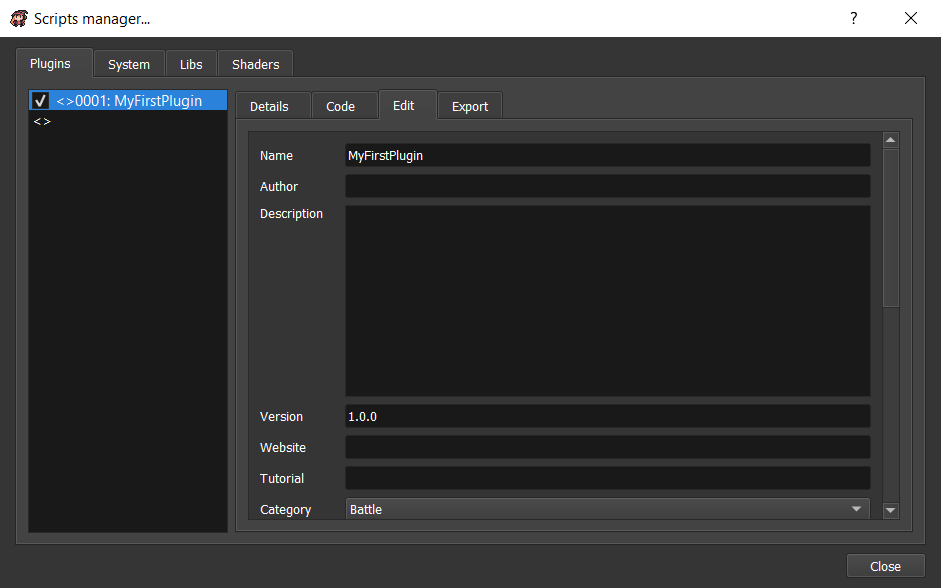 Scripts manager...
?
Plugins
System
Libs
Shaders
<>0001: MyFirstPlugin
<>
Details
Code
Edit
Export
Name
MyFirstPlugin
Author
Description
Version
1.0.0
Website
Tutorial
Category
Battle
Close